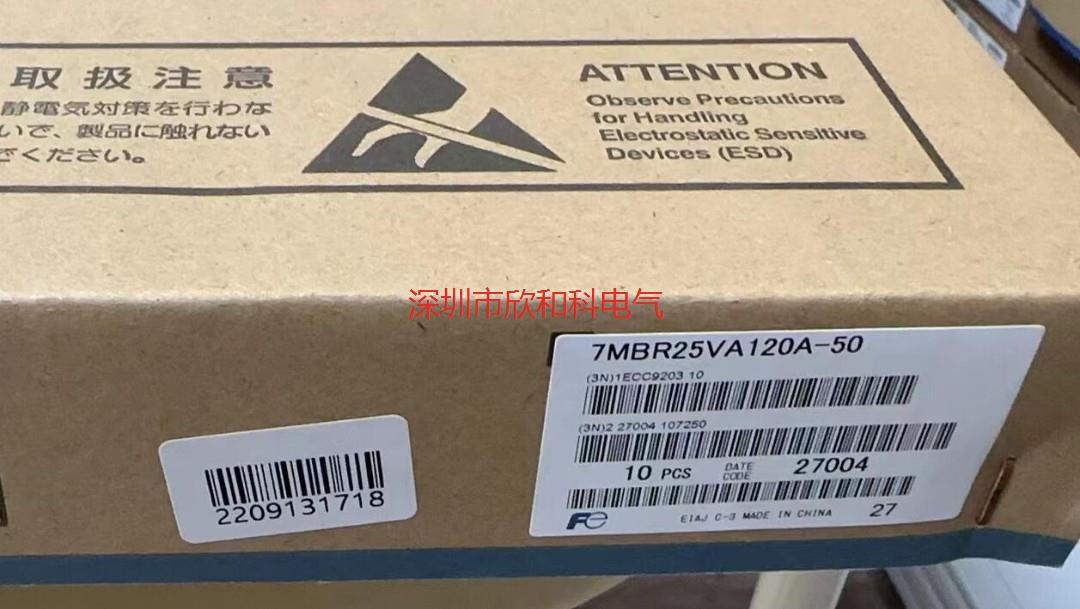 取扱注意
静電気対策を行わな
いで、製品に触れない
でください。
ATTENTION
Observe Precautions
for Handling
Electrostatic Sensitive
Devices (ESD)
深圳市欣和科电气
7MBR25VA120A-50
(3N)1ECC9203 10
(3N)2 27004 107250
10 PCS DATE CODE 27004
Fe EIAJ C-3 MADE IN CHINA 27
2209131718